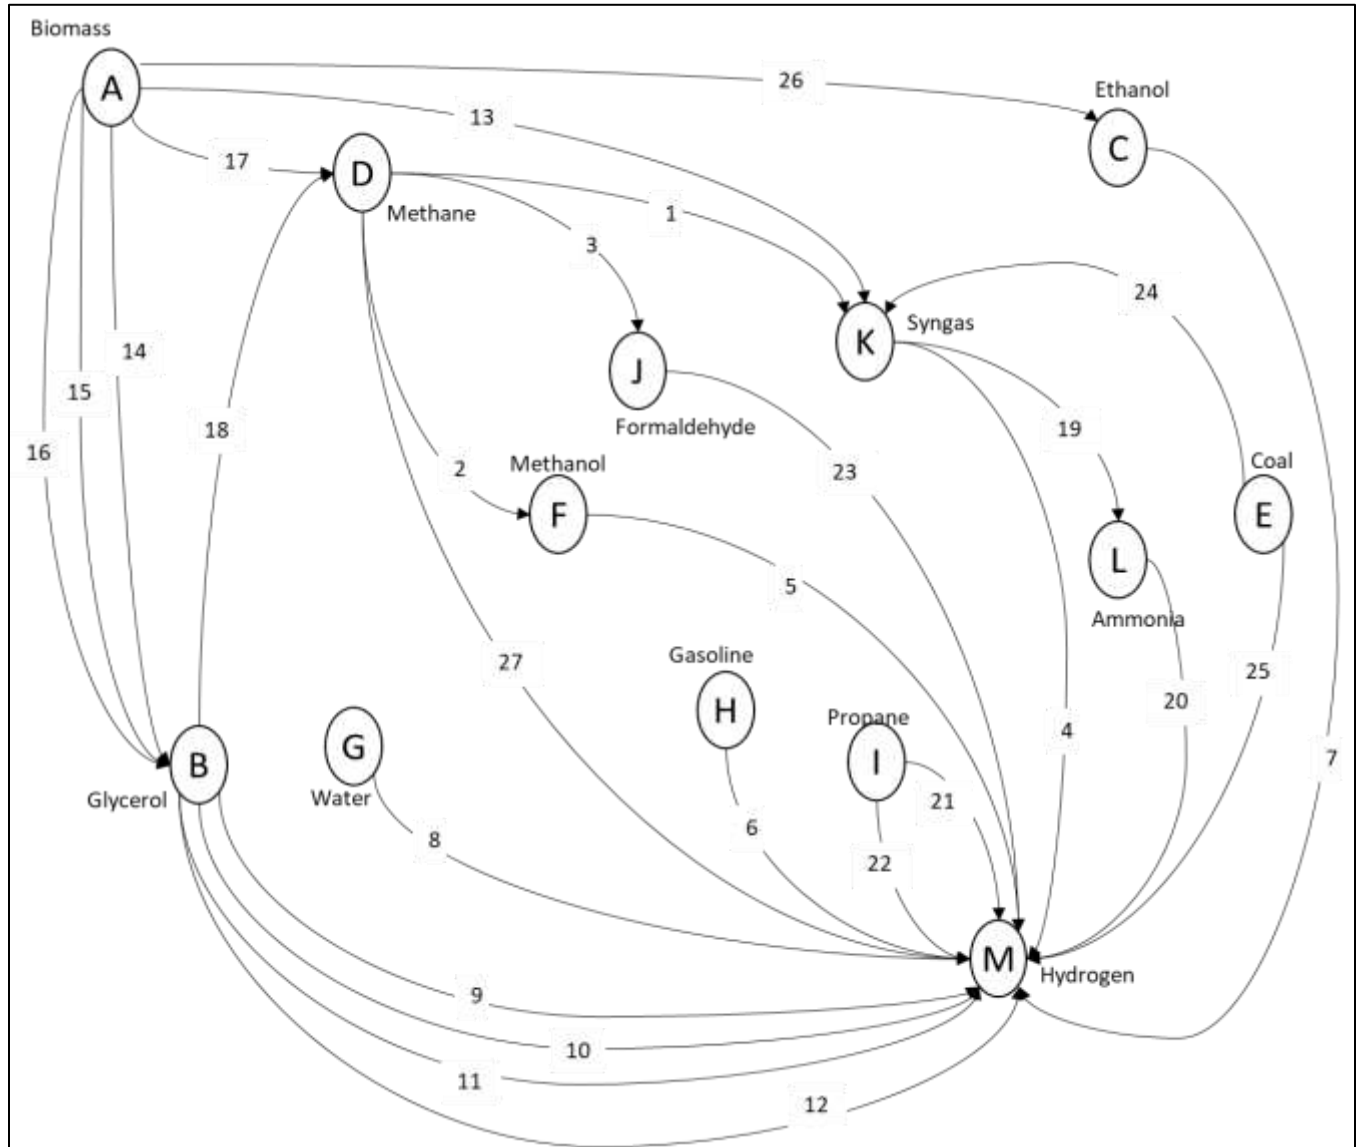 Biomass
A
26
Ethanol
13
C
17
D
Methane
1
3
24
14
Syngas
K
J
15
Formaldehyde
18
19
16
Methanol
2
23
Coal
F
E
L
5
Ammonia
27
Gasoline
25
H
20
Propane
4
G
B
I
7
Glycerol
Water
21
6
8
22
M
Hydrogen
9
10
11
12